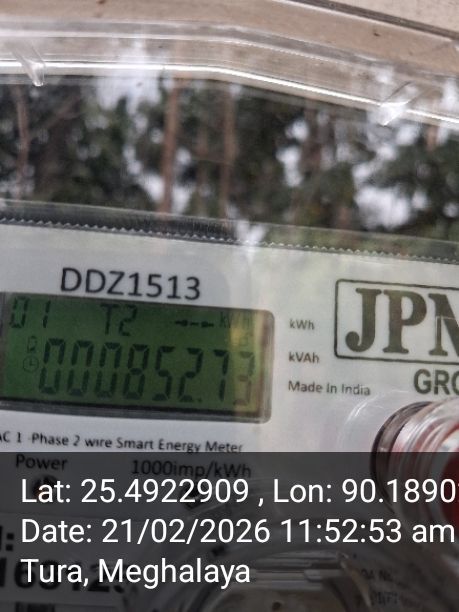 DDZ1513
01 T2 kWh
00008527.3
kWh
kVAh
Made In India
JPM
GRO
AC 1 -Phase 2 wire Smart Energy Meter
Power 1000imp/kWh
Lat: 25.4922909 , Lon: 90.1890
Date: 21/02/2026 11:52:53 am
Tura, Meghalaya